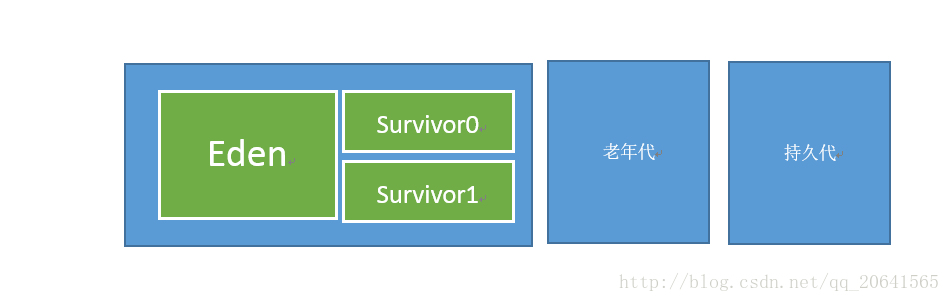 Eden
Survivor0
Survivor1
老年代
持久代
http://blog.csdn.net/qq_20641565